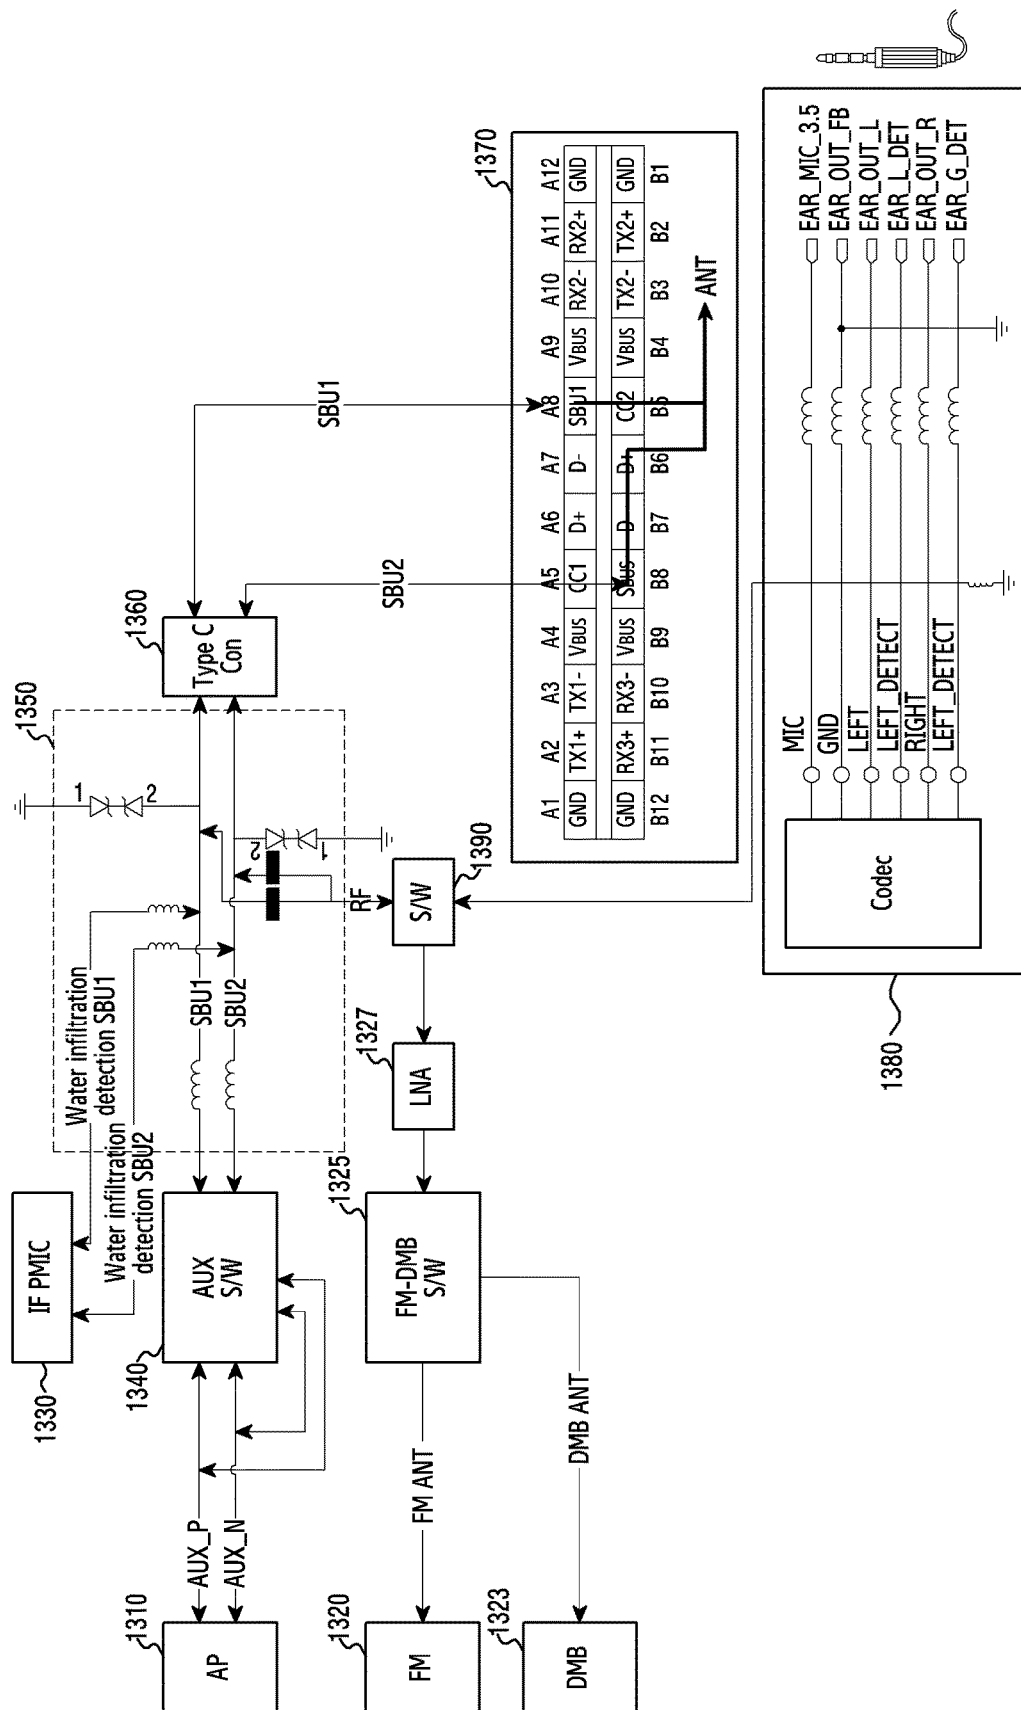 1310
AP
1320
FM
1323
DMB
AUX_P
AUX_N
FM ANT
DMB ANT
1330
IF PMIC
1340
AUX
S/W
1325
FM-DMB
S/W
Water infiltration
detection SBU1
Water infiltration
detection SBU2
1327
LNA
SBU1
SBU2
1350
1
2
2
1
RF
1390
S/W
1360
Type C
Con
SBU1
SBU2
1370
A1 A2 A3 A4 A5 A6 A7 A8 A9 A10 A11 A12
GND TX1+ TX1- VBUS CC1 D+ D- SBU1 VBUS RX2- RX2+ GND
GND RX3+ RX3- VBUS SBUS D D+ CC2 VBUS TX2- TX2+ GND
B12 B11 B10 B9 B8 B7 B6 B5 B4 B3 B2 B1
ANT
1380
Codec
MIC
GND
LEFT
LEFT_DETECT
RIGHT
LEFT_DETECT
EAR_MIC_3.5
EAR_OUT_FB
EAR_OUT_L
EAR_L_DET
EAR_OUT_R
EAR_G_DET